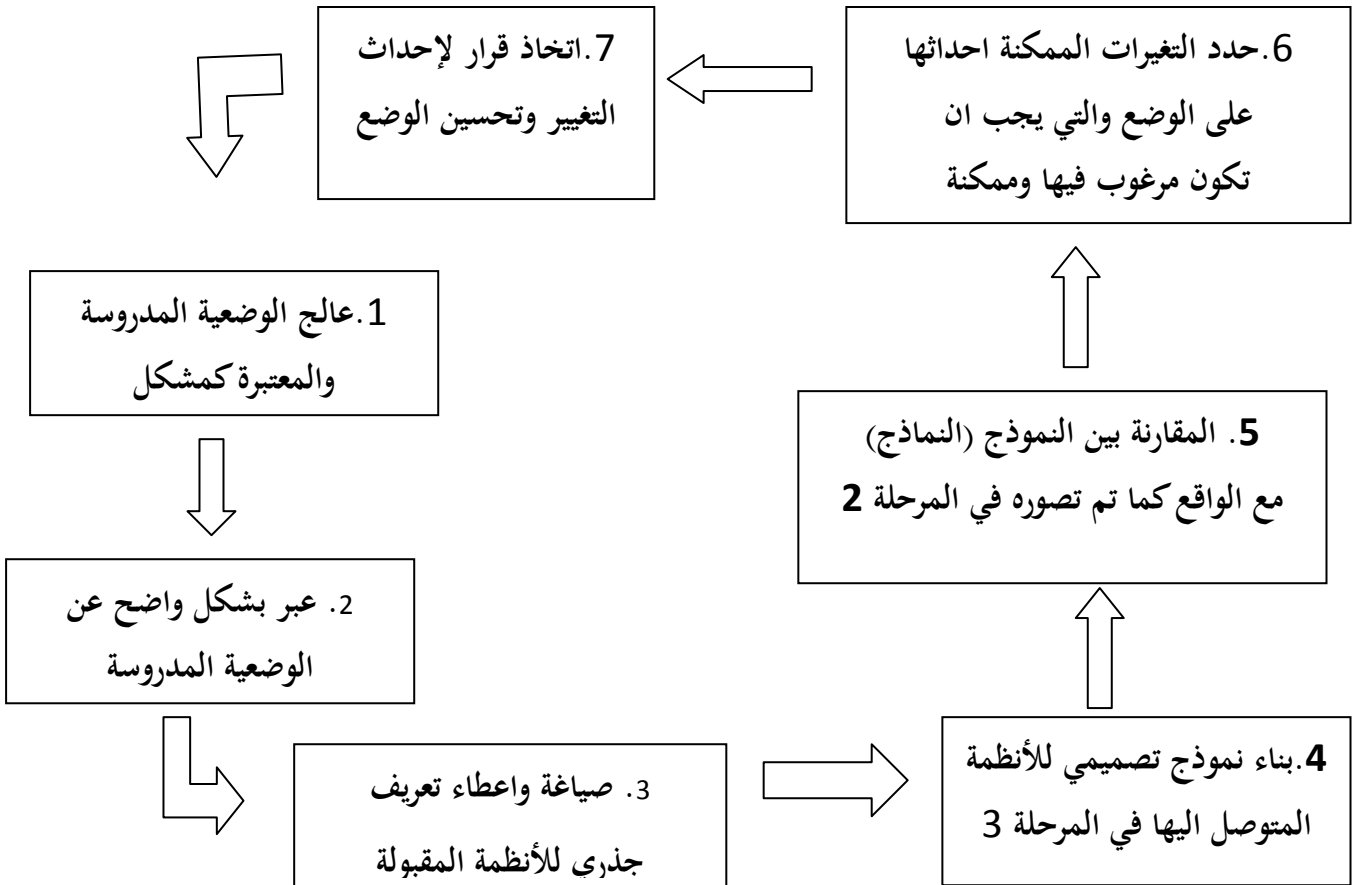 1.عالج الوضعية المدروسة
والمعتبرة كمشكل
2. عبر بشكل واضح عن
الوضعية المدروسة
3. صياغة واعطاء تعريف
جذري للأنظمة المقبولة
4.بناء نموذج تصميمي للأنظمة
المتوصل اليها في المرحلة 3
5. المقارنة بين النموذج (النماذج)
مع الواقع كما تم تصوره في المرحلة 2
6.حدد التغيرات الممكنة احداثها
على الوضع والتي يجب ان
تكون مرغوب فيها وممكنة
7.اتخاذ قرار لإحداث
التغيير وتحسين الوضع